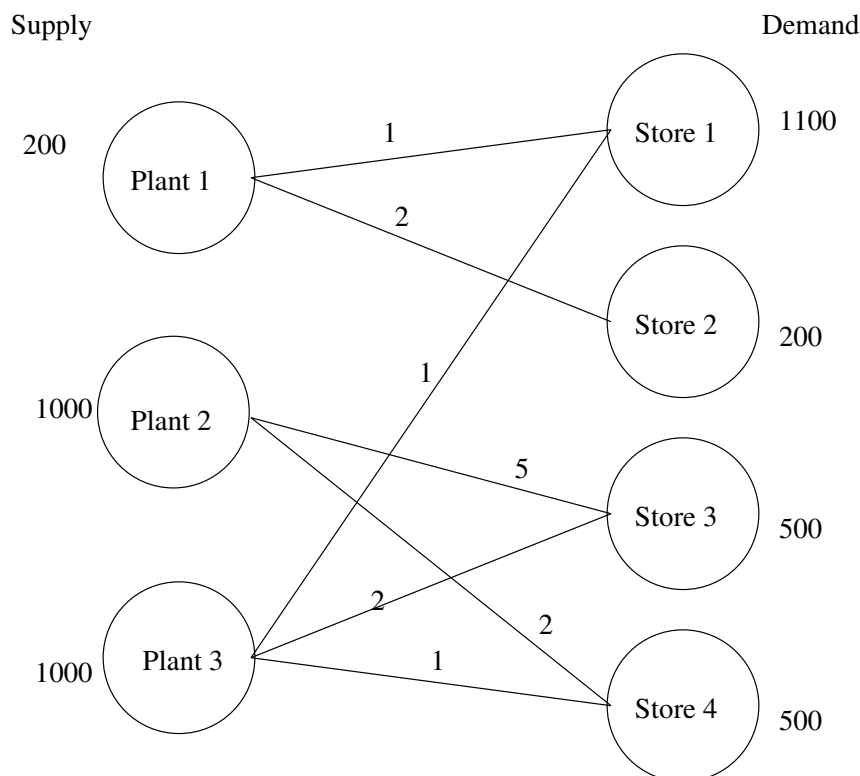 Supply
Demand
200
Plant 1
1
Store 1
1100
2
Store 2
200
1
1000
Plant 2
5
Store 3
500
2
2
1000
Plant 3
1
Store 4
500